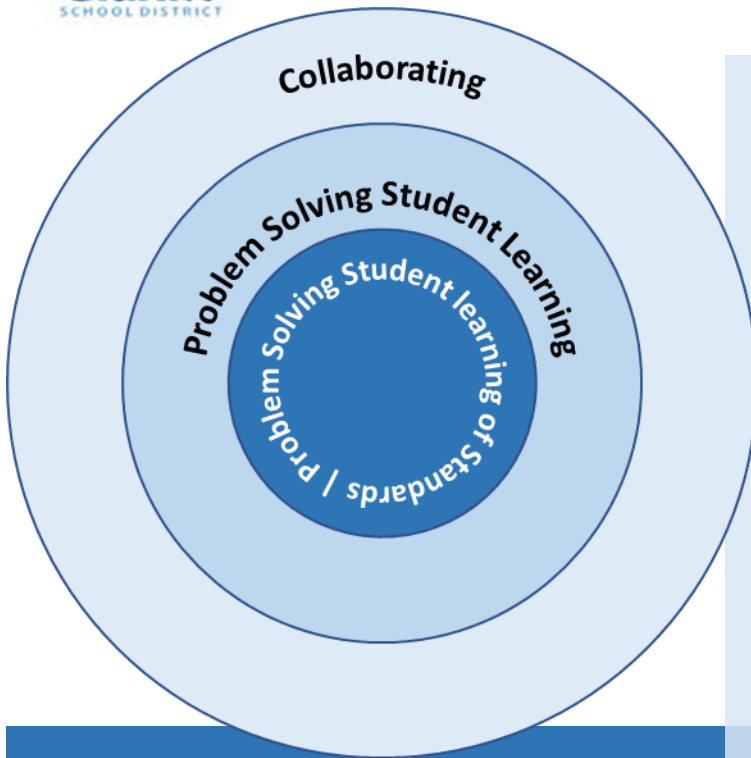 SCHOOL DISTRICT
Collaborating
Problem Solving Student Learning
Problem Solving Student learning of Standards |